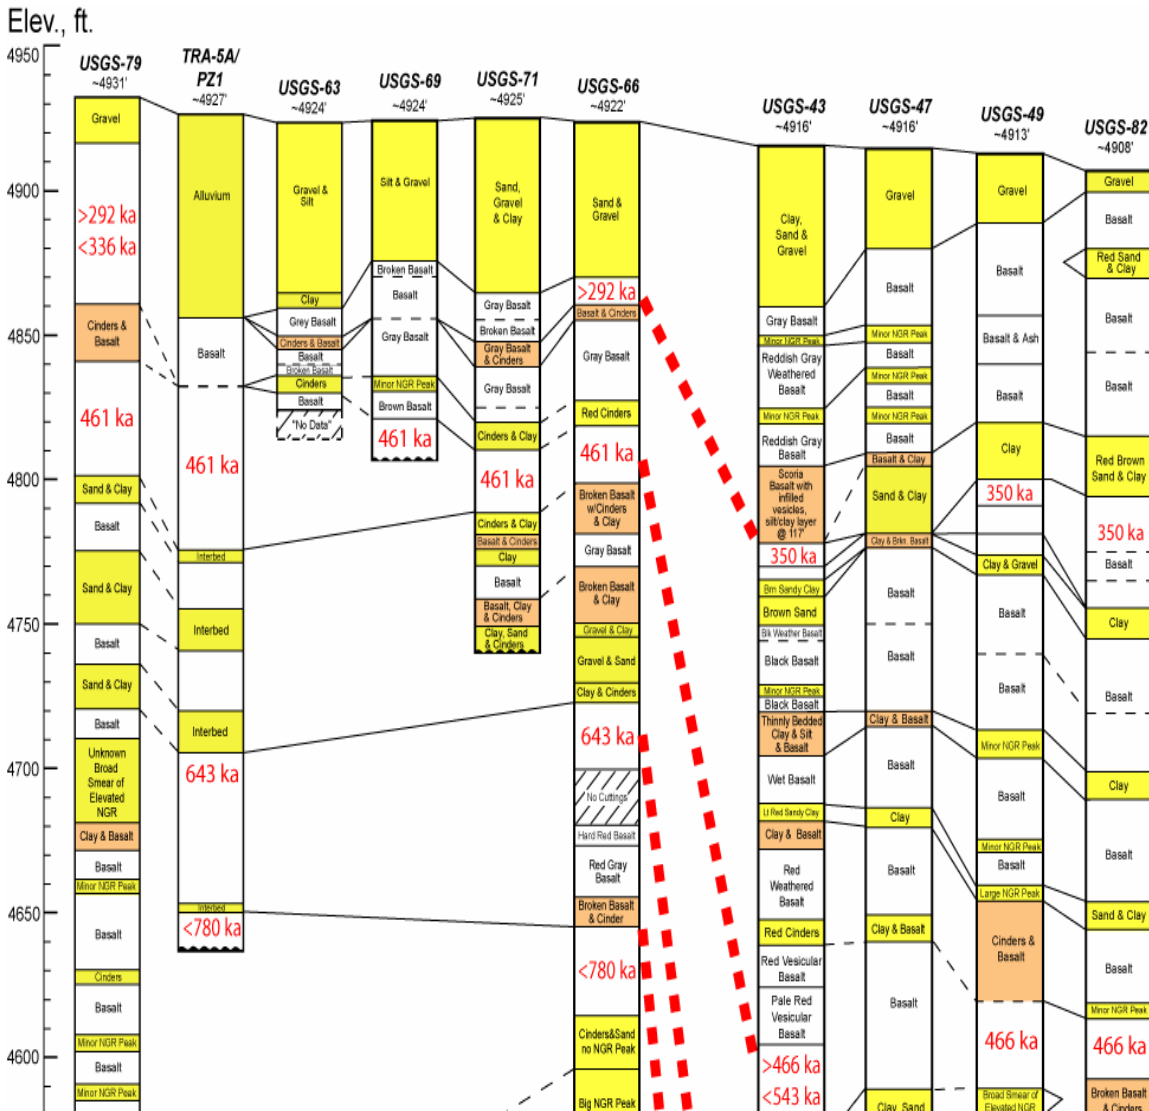 Elev., ft.
4950
4900
4850
4800
4750
4700
4650
4600
USGS-79
~4931'
Gravel
>292 ka
<336 ka
Cinders &
Basalt
461 ka
Sand & Clay
Basalt
Sand & Clay
Basalt
Sand & Clay
Basalt
Unknown
Broad
Smear of
Elevated
NGR
Clay & Basalt
Basalt
Minor NGR Peak
Basalt
Cinders
Basalt
Minor NGR Peak
Basalt
Minor NGR Peak
TRA-5A/
PZ1
~4927'
Alluvium
Basalt
461 ka
Interbed
Interbed
Interbed
643 ka
Interbed
<780 ka
USGS-63
~4924'
Gravel &
Silt
Clay
Grey Basalt
Cinders & Basalt
Basalt
Broken Basalt
Cinders
Basalt
"No Data"
USGS-69
~4924'
Silt & Gravel
Broken Basalt
Basalt
Gray Basalt
Minor NGR Peak
Brown Basalt
461 ka
USGS-71
~4925'
Sand,
Gravel
& Clay
Gray Basalt
Broken Basalt
Gray Basalt
& Cinders
Gray Basalt
Cinders & Clay
461 ka
Cinders & Clay
Basalt & Cinders
Clay
Basalt
Basalt, Clay
& Cinders
Clay, Sand
& Cinders
USGS-66
~4922'
Sand &
Gravel
>292 ka
Basalt & Cinders
Gray Basalt
Red Cinders
461 ka
Broken Basalt
w/Cinders
& Clay
Gray Basalt
Broken Basalt
& Clay
Gravel & Clay
Gravel & Sand
Clay & Cinders
643 ka
No Cuttings
Hard Red Basalt
Red Gray
Basalt
Broken Basalt
& Cinder
<780 ka
Cinders&Sand
no NGR Peak
Big NGR Peak
USGS-43
~4916'
Clay,
Sand &
Gravel
Gray Basalt
Minor NGR Peak
Reddish Gray
Weathered
Basalt
Minor NGR Peak
Reddish Gray
Basalt
Scoria
Basalt with
infilled
vesicles,
silt/clay layer
@ 117'
350 ka
Brn Sandy Clay
Brown Sand
Blk Weather Basalt
Black Basalt
Minor NGR Peak
Black Basalt
Thinnly Bedded
Clay & Silt
& Basalt
Wet Basalt
Lt Red Sandy Clay
Clay & Basalt
Red
Weathered
Basalt
Red Cinders
Red Vesicular
Basalt
Pale Red
Vesicular
Basalt
>466 ka
<543 ka
USGS-47
~4916'
Gravel
Basalt
Minor NGR Peak
Basalt
Minor NGR Peak
Basalt
Minor NGR Peak
Basalt
Basalt & Clay
Sand & Clay
Clay & Brkn. Basalt
Basalt
Basalt
Clay & Basalt
Basalt
Clay
Basalt
Clay & Basalt
Basalt
Clay, Sand
USGS-49
~4913'
Gravel
Basalt
Basalt & Ash
Clay
350 ka
Clay & Gravel
Basalt
Basalt
Minor NGR Peak
Basalt
Minor NGR Peak
Basalt
Large NGR Peak
Cinders &
Basalt
466 ka
Broad Smear of
Elevated NGR
USGS-82
~4908'
Gravel
Basalt
Red Sand
& Clay
Basalt
Basalt
Red Brown
Sand & Clay
350 ka
Basalt
Clay
Basalt
Clay
Basalt
Sand & Clay
Basalt
Minor NGR Peak
466 ka
Broken Basalt
& Cinders